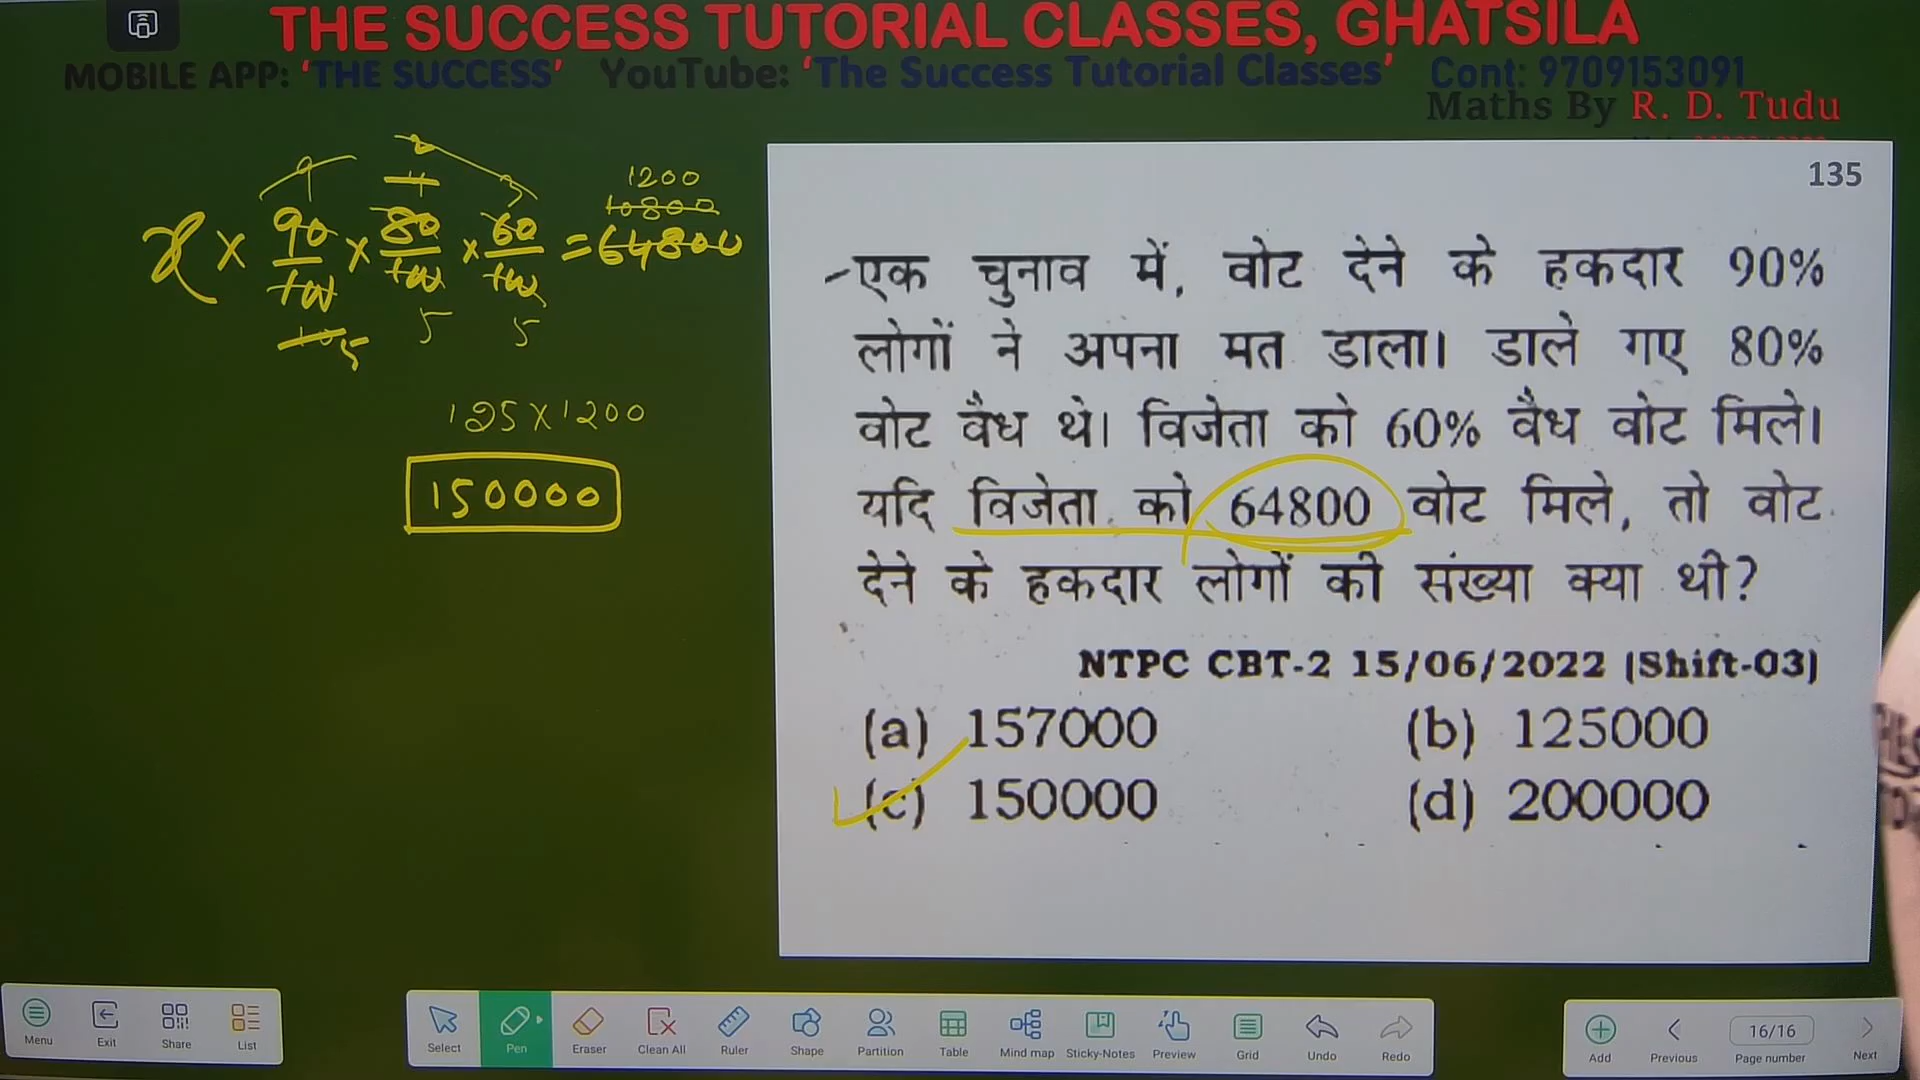 THE SUCCESS TUTORIAL CLASSES, GHATSILA
MOBILE APP: 'THE SUCCESS' YouTube: 'The Success Tutorial Classes' Cont: 9709153091
Maths By R. D. Tudu
135
x × 90/100 × 80/100 × 60/100 = 64800
10800
1200
5 5 5
125 × 1200
150000
एक चुनाव में, वोट देने के हकदार 90%
लोगों ने अपना मत डाला। डाले गए 80%
वोट वैध थे। विजेता को 60% वैध वोट मिले।
यदि विजेता को 64800 वोट मिले, तो वोट
देने के हकदार लोगों की संख्या क्या थी?
NTPC CBT-2 15/06/2022 (Shift-03)
(a) 157000 (b) 125000
(c) 150000 (d) 200000
Menu Exit Share List Select Pen Eraser Clean All Ruler Shape Partition Table Mind map Sticky-Notes Preview Grid Undo Redo Add Previous 16/16 Page number Next